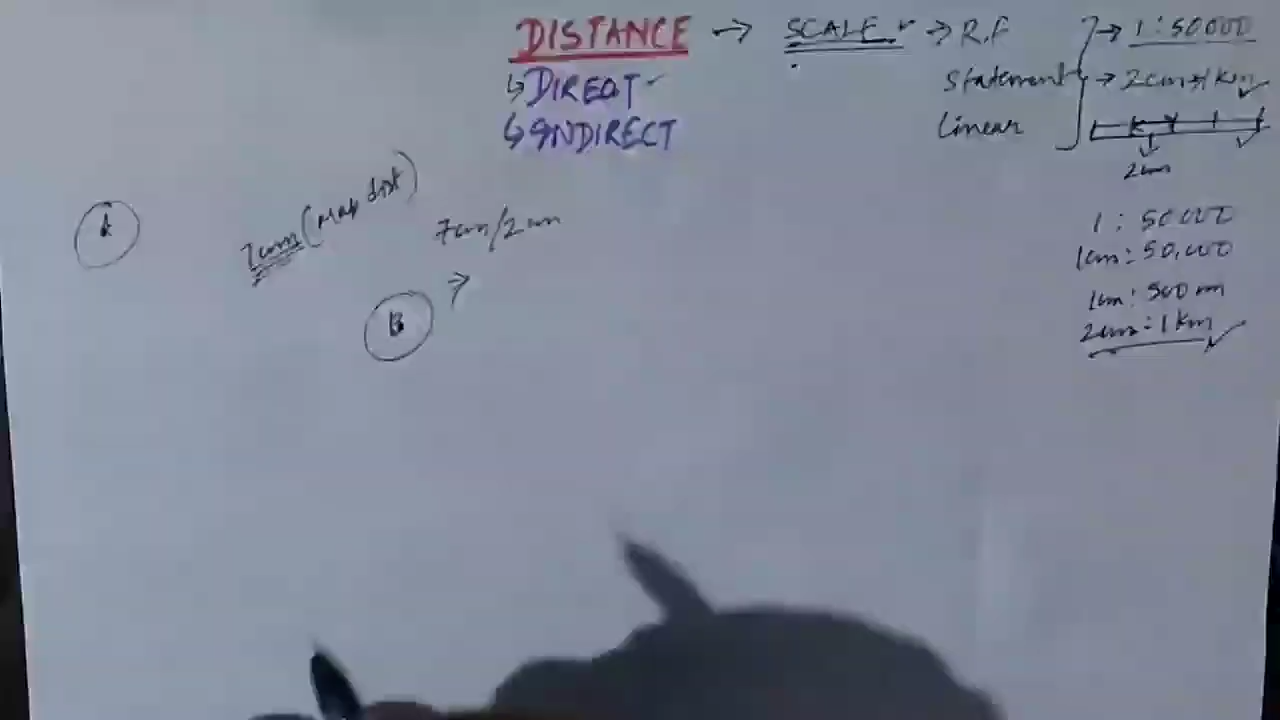 DISTANCE → SCALE → R.F → 1:50000
↳ DIRECT
Statement → 2cm→1km
↳ INDIRECT
Linear
2cm
A
7cm (map dist)
7cm/2cm
B
1 : 50000
1cm : 50,000
1cm : 500 m
2cm = 1 km